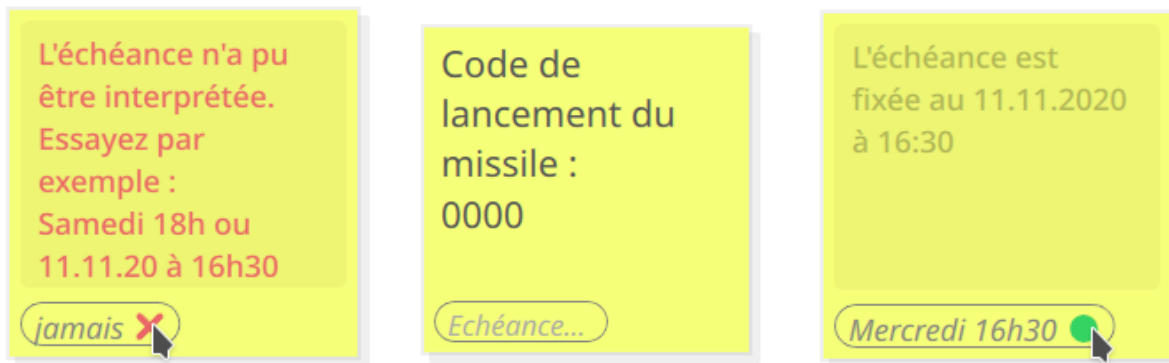 L'échéance n'a pu
être interprétée.
Essayez par
exemple :
Samedi 18h ou
11.11.20 à 16h30
jamais
Code de
lancement du
missile :
0000
Echéance...
L'échéance est
fixée au 11.11.2020
à 16:30
Mercredi 16h30